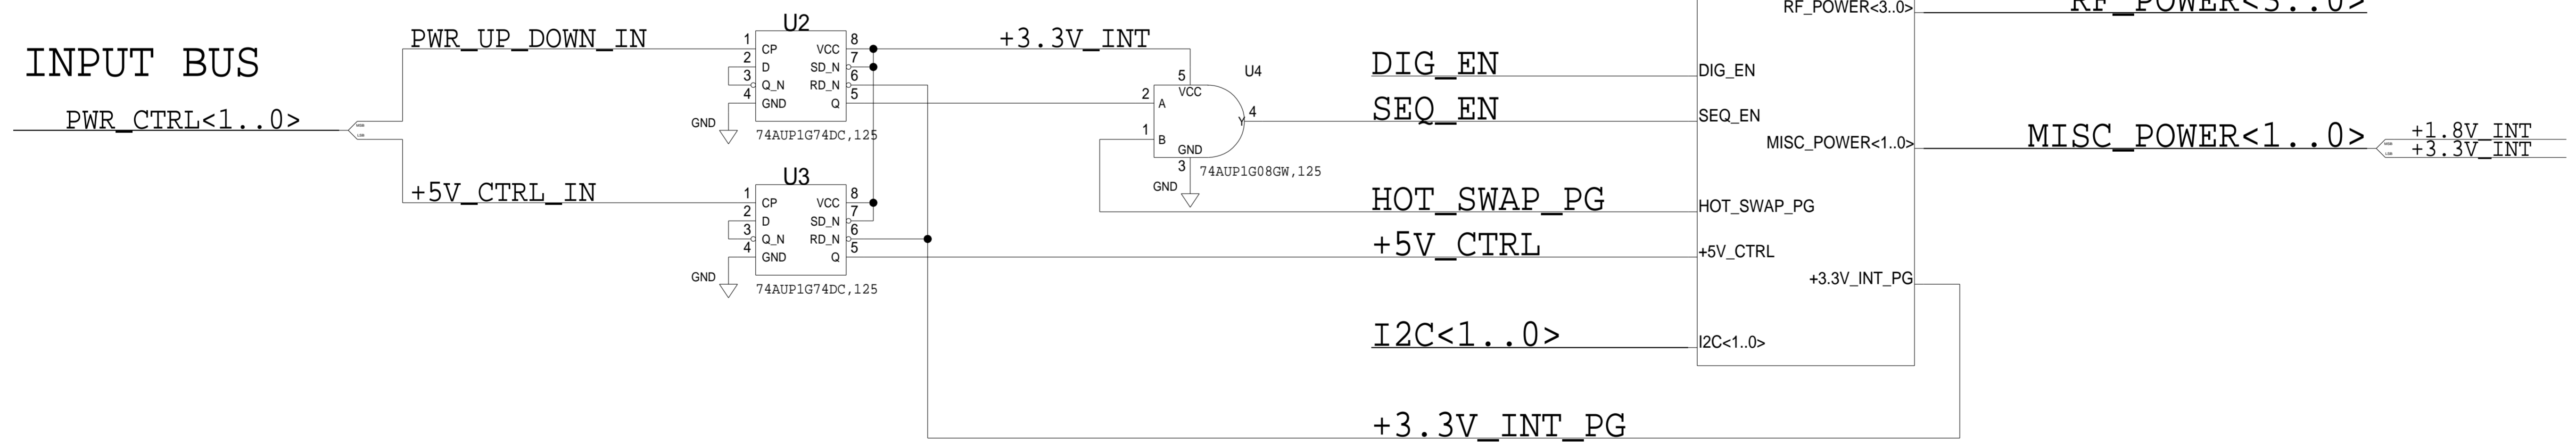 RF_POWER<3..0>
RF_POWER<3..0>
INPUT BUS
PWR_CTRL<1..0>
MSB
LSB
PWR_UP_DOWN_IN
+5V_CTRL_IN
U2
1 CP VCC 8
2 D SD_N 7
3 Q_N RD_N 6
4 GND Q 5
GND
74AUP1G74DC,125
U3
1 CP VCC 8
2 D SD_N 7
3 Q_N RD_N 6
4 GND Q 5
GND
74AUP1G74DC,125
+3.3V_INT
U4
5
VCC
2 A
Y 4
1 B
GND
3
GND
74AUP1G08GW,125
DIG_EN
SEQ_EN
HOT_SWAP_PG
+5V_CTRL
I2C<1..0>
+3.3V_INT_PG
DIG_EN
SEQ_EN
MISC_POWER<1..0>
HOT_SWAP_PG
+5V_CTRL
+3.3V_INT_PG
I2C<1..0>
MISC_POWER<1..0>
MSB
LSB
+1.8V_INT
+3.3V_INT